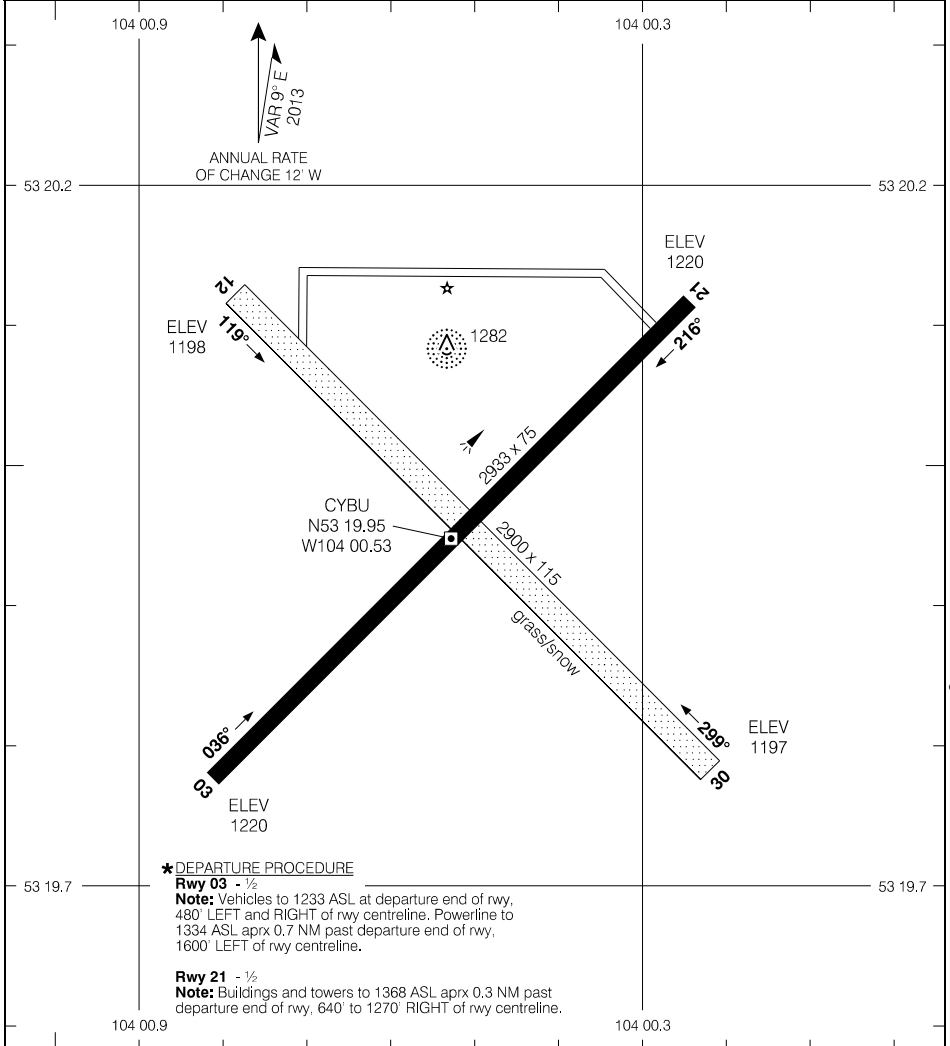 104 00.9
104 00.3
VAR 9° E
2013
ANNUAL RATE
OF CHANGE 12' W
53 20.2
53 20.2
ELEV
1220
12
21
ELEV
1198
119°
1282
216°
2933 x 75
CYBU
N53 19.95
W104 00.53
2900 x 115
grass/snow
036°
299°
ELEV
1197
03
30
ELEV
1220
*DEPARTURE PROCEDURE
53 19.7
53 19.7
Rwy 03 - ½
Note: Vehicles to 1233 ASL at departure end of rwy,
480' LEFT and RIGHT of rwy centreline. Powerline to
1334 ASL aprx 0.7 NM past departure end of rwy,
1600' LEFT of rwy centreline.
Rwy 21 - ½
Note: Buildings and towers to 1368 ASL aprx 0.3 NM past
departure end of rwy, 640' to 1270' RIGHT of rwy centreline.
104 00.9
104 00.3